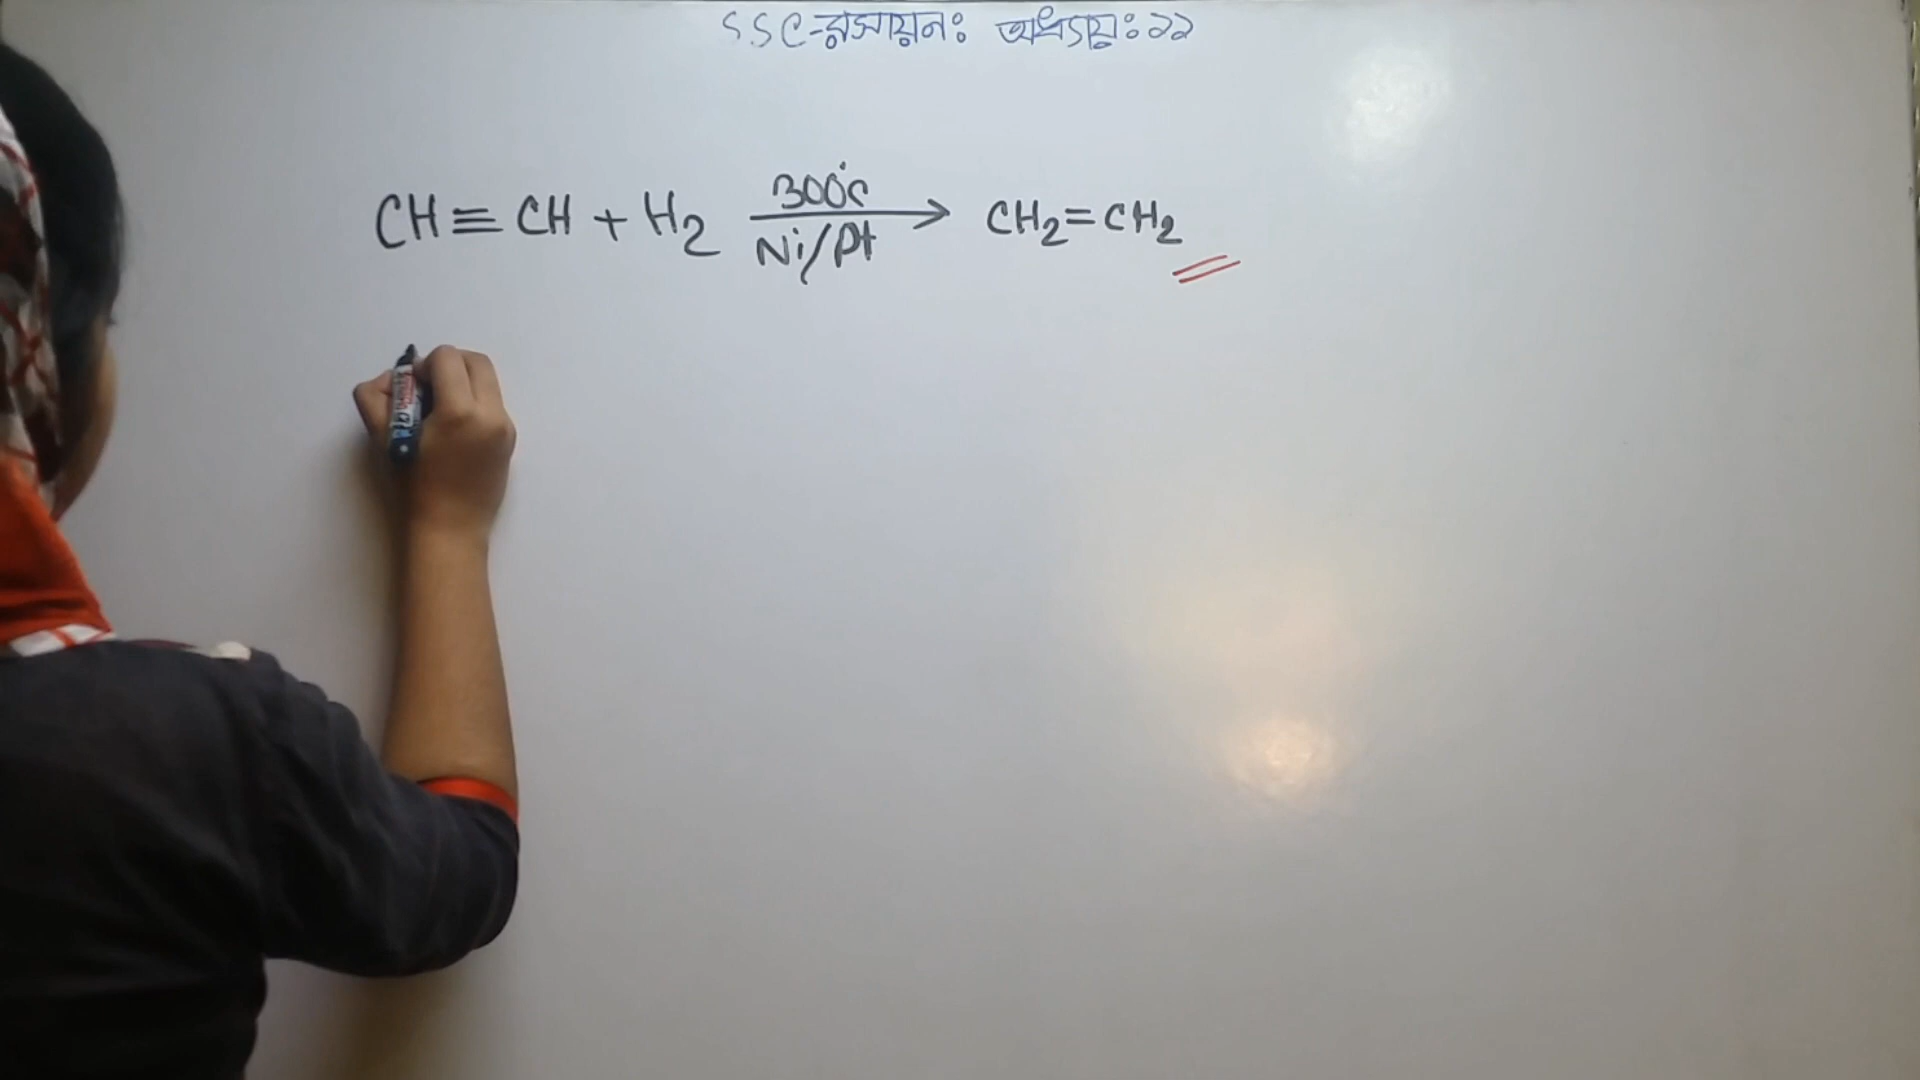 SSC-রসায়নঃ অধ্যায়ঃ ১১
CH≡CH + H₂ 300°C Ni/Pt → CH₂=CH₂